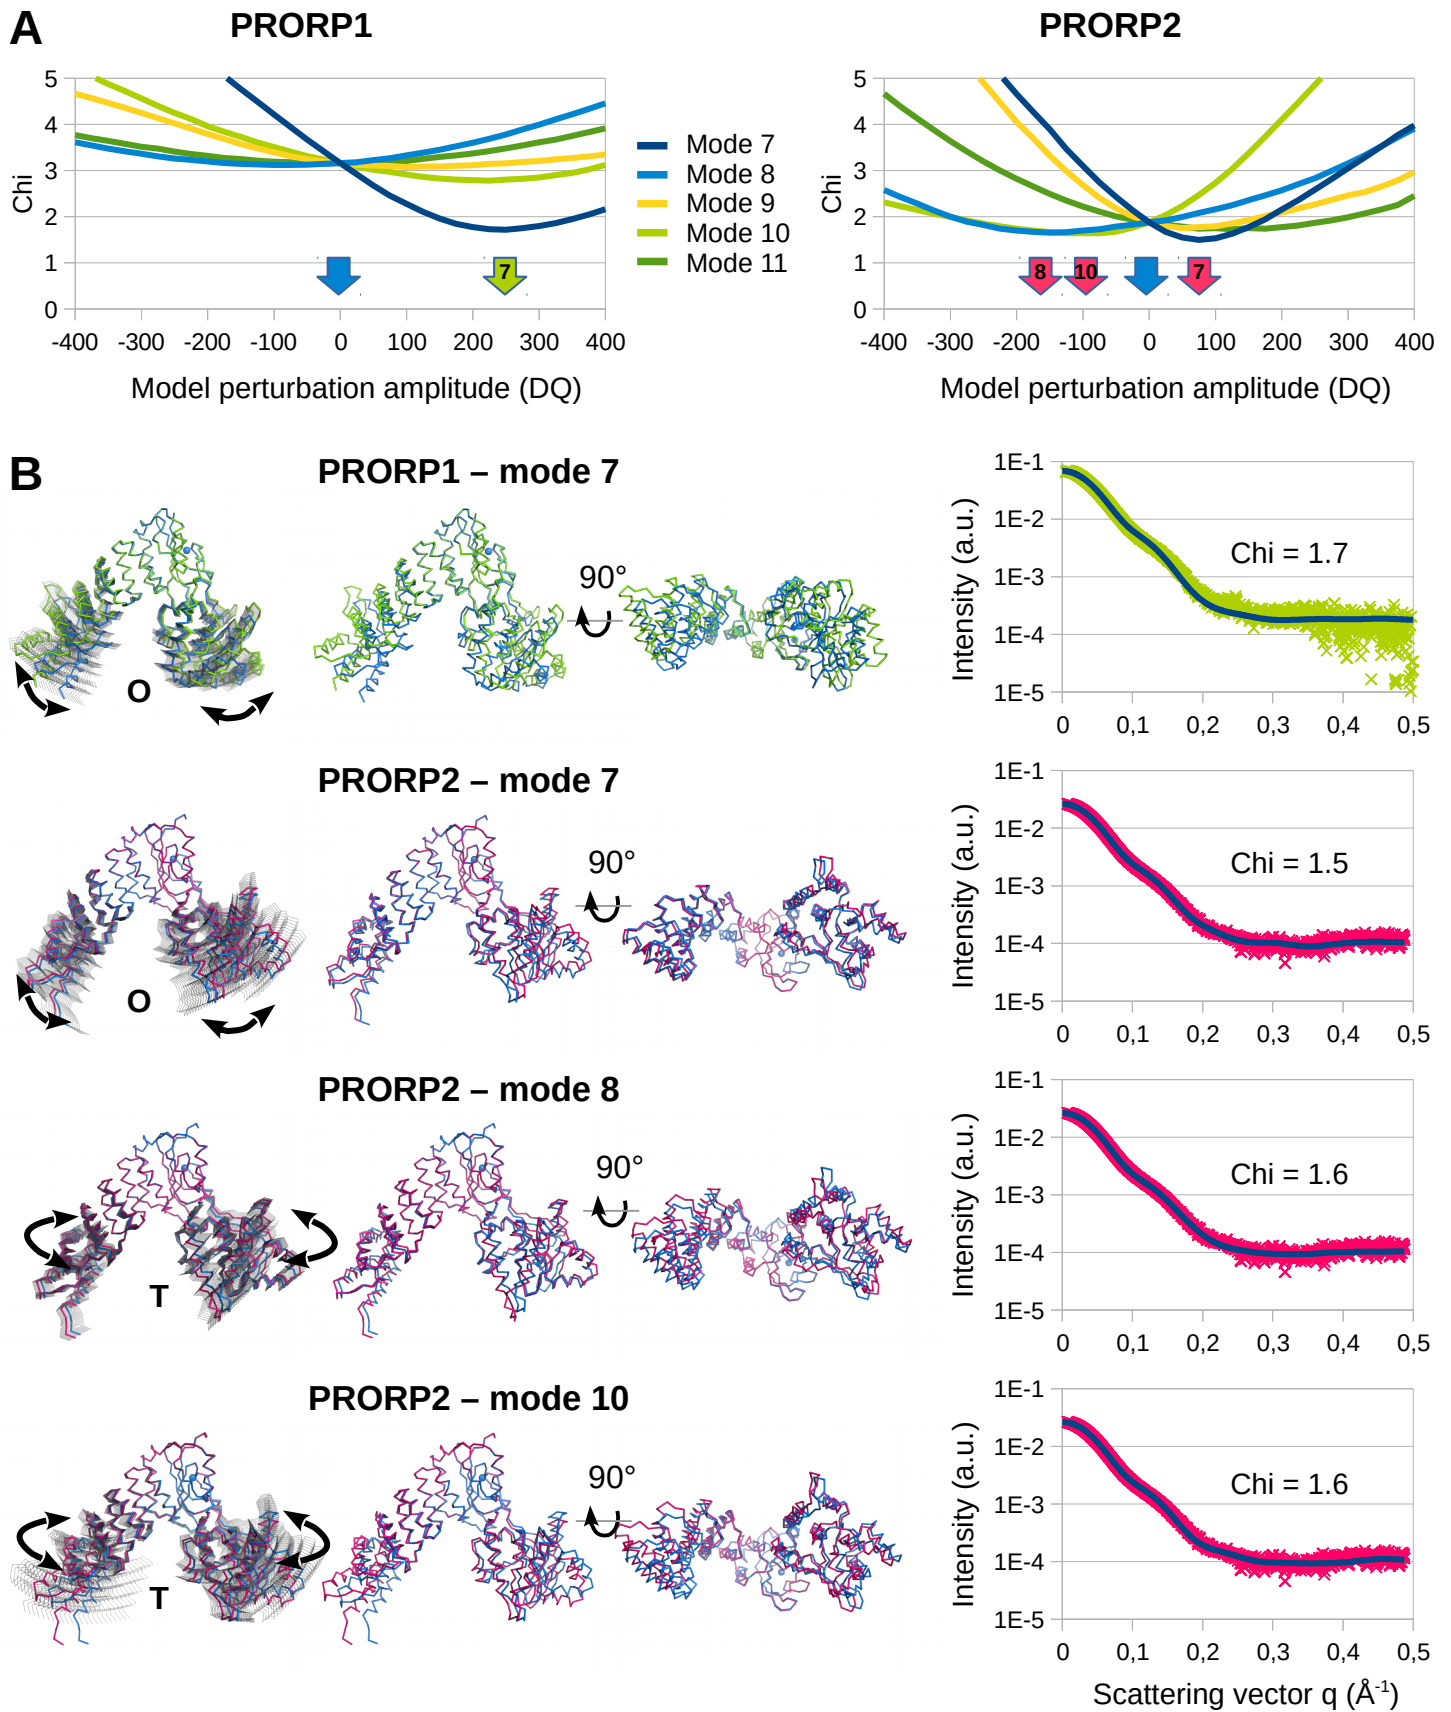 A
PRORP1
PRORP2
5
4
3
2
1
0
Chi
-400 -300 -200 -100 0 100 200 300 400
Model perturbation amplitude (DQ)
7
Mode 7
Mode 8
Mode 9
Mode 10
Mode 11
5
4
3
2
1
0
Chi
8 10 7
-400 -300 -200 -100 0 100 200 300 400
Model perturbation amplitude (DQ)
B
PRORP1 – mode 7
90°
O
Intensity (a.u.)
1E-1
1E-2
1E-3
1E-4
1E-5
Chi = 1.7
0 0,1 0,2 0,3 0,4 0,5
PRORP2 – mode 7
90°
O
Intensity (a.u.)
1E-1
1E-2
1E-3
1E-4
1E-5
Chi = 1.5
0 0,1 0,2 0,3 0,4 0,5
PRORP2 – mode 8
90°
T
Intensity (a.u.)
1E-1
1E-2
1E-3
1E-4
1E-5
Chi = 1.6
0 0,1 0,2 0,3 0,4 0,5
PRORP2 – mode 10
90°
T
Intensity (a.u.)
1E-1
1E-2
1E-3
1E-4
1E-5
Chi = 1.6
0 0,1 0,2 0,3 0,4 0,5
Scattering vector q (Å-1)